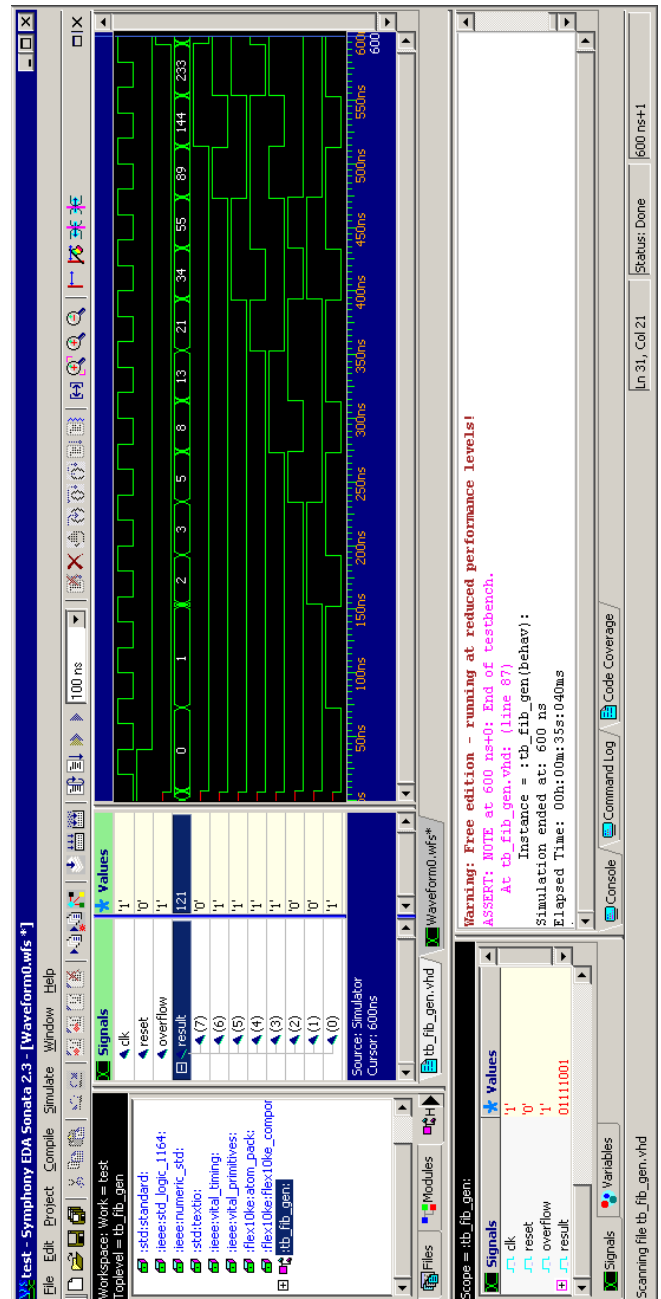 test - Symphony EDA Sonata 2.3 - [Waveform0.wfs *]
File Edit Project Compile Simulate Window Help
100 ns
Workspace: Work = test
Toplevel = tb_fib_gen
:std:standard:
:ieee:std_logic_1164:
:ieee:numeric_std:
:std:textio:
:ieee:vital_timing:
:ieee:vital_primitives:
:flex10ke:atom_pack:
:flex10ke:flex10ke_compor
:tb_fib_gen:
Files Modules H
Signals Values
clk '1'
reset '0'
overflow '1'
result 121
(7) '0'
(6) '1'
(5) '1'
(4) '1'
(3) '1'
(2) '0'
(1) '0'
(0) '1'
Source: Simulator
Cursor: 600ns
0 1 2 3 5 8 13 21 34 55 89 144 233
50ns 100ns 150ns 200ns 250ns 300ns 350ns 400ns 450ns 500ns 550ns 600
600
tb_fib_gen.vhd Waveform0.wfs*
Scope = :tb_fib_gen:
Signals Values
clk '1'
reset '0'
overflow '1'
result 01111001
Signals Variables
Warning: Free edition - running at reduced performance levels!
ASSERT: NOTE at 600 ns+0: End of testbench.
At tb_fib_gen.vhd: (line 87)
Instance = :tb_fib_gen(behav):
Simulation ended at: 600 ns
Elapsed Time: 00h:00m:35s:040ms
Console Command Log Code Coverage
Scanning file tb_fib_gen.vhd
Ln 31, Col 21
Status: Done
600 ns+1